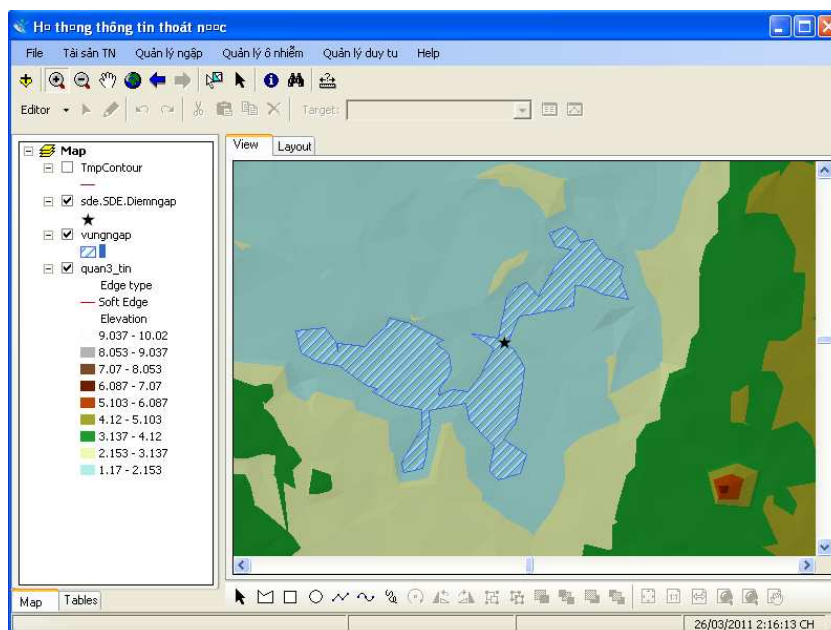 H¤ th¤ng thông tin thoát n¤¤c
File Tài sản TN Quản lý ngập Quản lý ô nhiễm Quản lý duy tu Help
Editor Target:
View Layout
Map
TmpContour
sde.SDE.Diemngap
vungngap
quan3_tin
Edge type
Soft Edge
Elevation
9.037 - 10.02
8.053 - 9.037
7.07 - 8.053
6.087 - 7.07
5.103 - 6.087
4.12 - 5.103
3.137 - 4.12
2.153 - 3.137
1.17 - 2.153
Map Tables
26/03/2011 2:16:13 CH